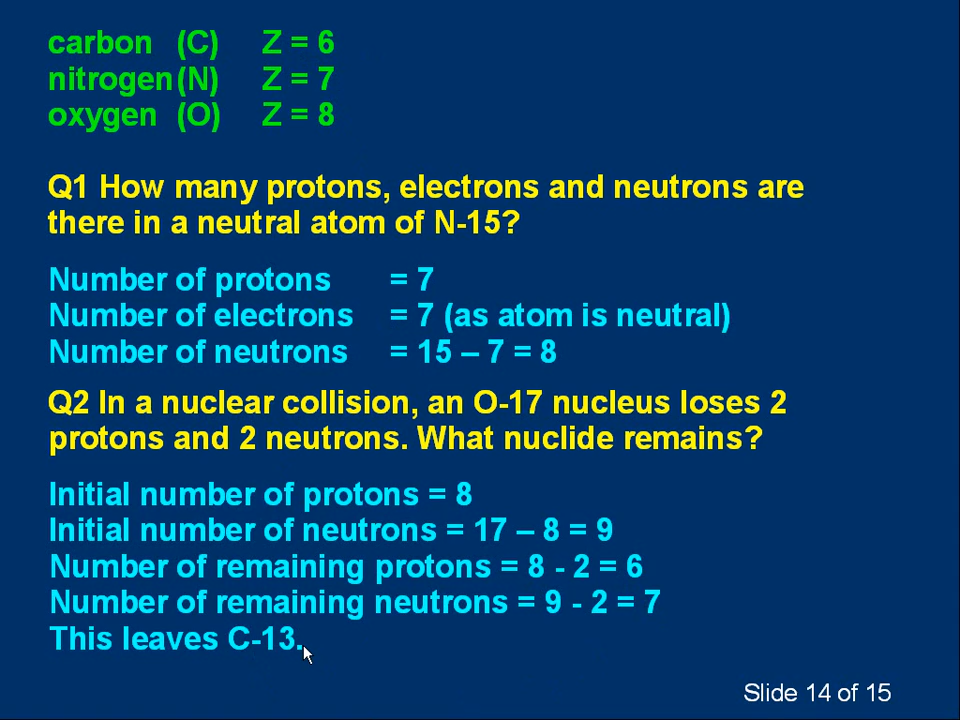 carbon (C) Z = 6
nitrogen (N) Z = 7
oxygen (O) Z = 8
Q1 How many protons, electrons and neutrons are
there in a neutral atom of N-15?
Number of protons = 7
Number of electrons = 7 (as atom is neutral)
Number of neutrons = 15 – 7 = 8
Q2 In a nuclear collision, an O-17 nucleus loses 2
protons and 2 neutrons. What nuclide remains?
Initial number of protons = 8
Initial number of neutrons = 17 – 8 = 9
Number of remaining protons = 8 - 2 = 6
Number of remaining neutrons = 9 - 2 = 7
This leaves C-13.
Slide 14 of 15